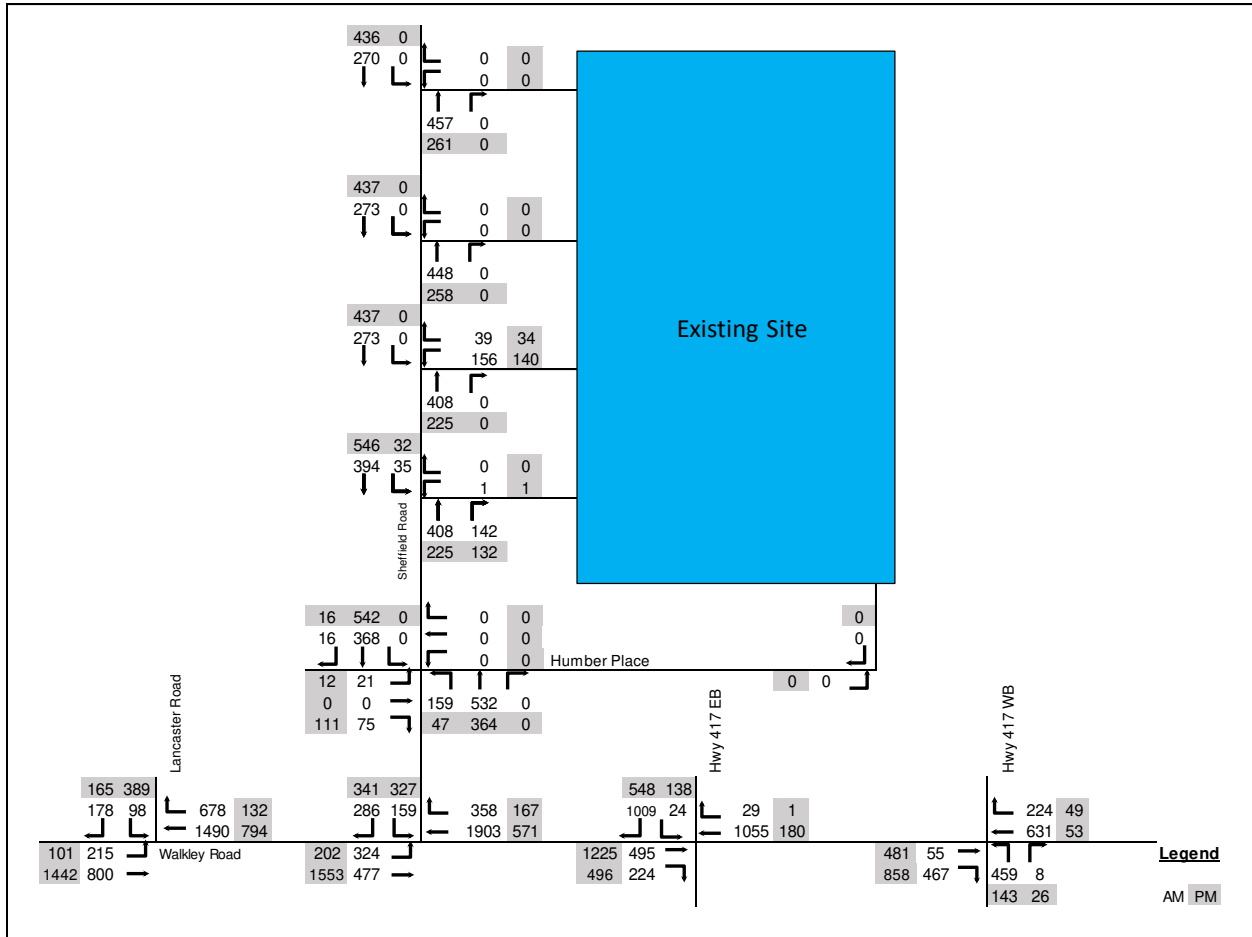 436 0
270 0 0 0
0 0
457 0
261 0
437 0
273 0 0 0
0 0
448 0
258 0
Existing Site
437 0
273 0 39 34
156 140
408 0
225 0
546 32
394 35 0 0
1 1
408 142
225 132
Sheffield Road
16 542 0 0 0 0
16 368 0 0 0 0
0 0 Humber Place
12 21 0 0
0 0 159 532 0
111 75 47 364 0
Lancaster Road
Hwy 417 EB
Hwy 417 WB
165 389 341 327 548 138
178 98 678 132 286 159 358 167 1009 24 29 1 224 49
1490 794 1903 571 1055 180 631 53
101 215 Walkley Road 202 324 1225 495 481 55 Legend
1442 800 1553 477 496 224 858 467 459 8
143 26 AM PM